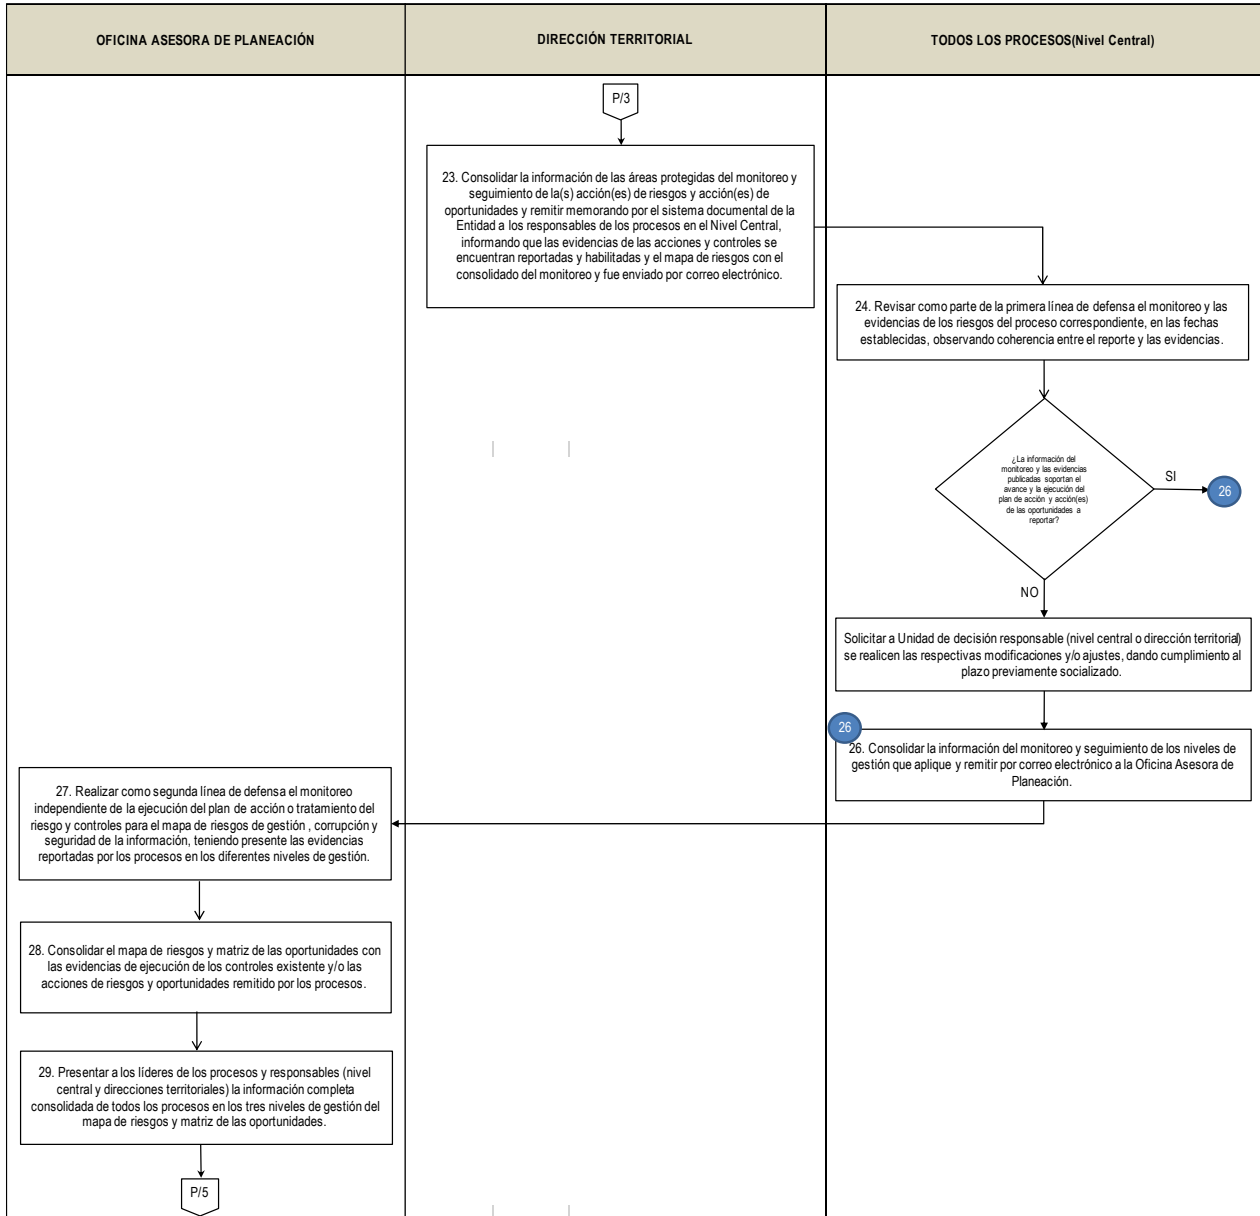 OFICINA ASESORA DE PLANEACIÓN
DIRECCIÓN TERRITORIAL
TODOS LOS PROCESOS(Nivel Central)
P/3
23. Consolidar la información de las áreas protegidas del monitoreo y
seguimiento de la(s) acción(es) de riesgos y acción(es) de
oportunidades y remitir memorando por el sistema documental de la
Entidad a los responsables de los procesos en el Nivel Central,
informando que las evidencias de las acciones y controles se
encuentran reportadas y habilitadas y el mapa de riesgos con el
consolidado del monitoreo y fue enviado por correo electrónico.
24. Revisar como parte de la primera línea de defensa el monitoreo y las
evidencias de los riesgos del proceso correspondiente, en las fechas
establecidas, observando coherencia entre el reporte y las evidencias.
¿La información del
monitoreo y las evidencias
publicadas soportan el
avance y la ejecución del
plan de acción y acción(es)
de las oportunidades a
reportar?
SI
26
NO
Solicitar a Unidad de decisión responsable (nivel central o dirección territorial)
se realicen las respectivas modificaciones y/o ajustes, dando cumplimiento al
plazo previamente socializado.
26
26. Consolidar la información del monitoreo y seguimiento de los niveles de
gestión que aplique y remitir por correo electrónico a la Oficina Asesora de
Planeación.
27. Realizar como segunda línea de defensa el monitoreo
independiente de la ejecución del plan de acción o tratamiento del
riesgo y controles para el mapa de riesgos de gestión , corrupción y
seguridad de la información, teniendo presente las evidencias
reportadas por los procesos en los diferentes niveles de gestión.
28. Consolidar el mapa de riesgos y matriz de las oportunidades con
las evidencias de ejecución de los controles existente y/o las
acciones de riesgos y oportunidades remitido por los procesos.
29. Presentar a los líderes de los procesos y responsables (nivel
central y direcciones territoriales) la información completa
consolidada de todos los procesos en los tres niveles de gestión del
mapa de riesgos y matriz de las oportunidades.
P/5